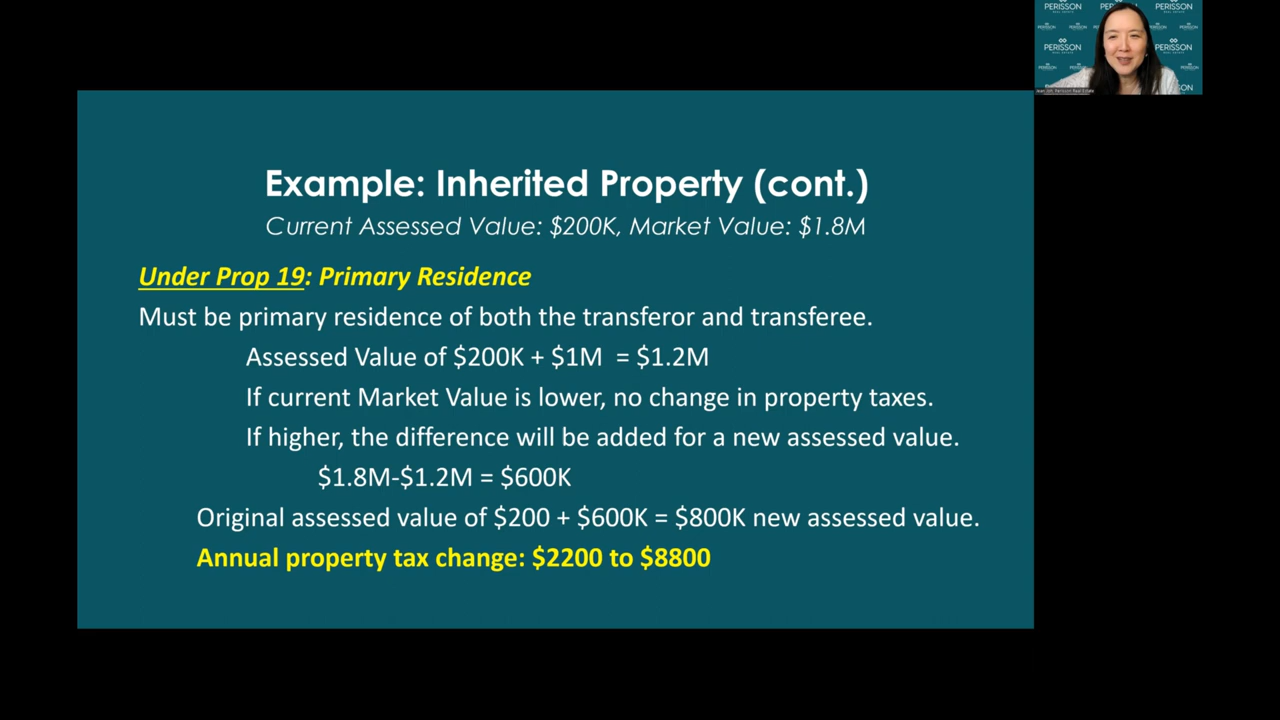 Example: Inherited Property (cont.)
Current Assessed Value: $200K, Market Value: $1.8M
Under Prop 19: Primary Residence
Must be primary residence of both the transferor and transferee.
Assessed Value of $200K + $1M = $1.2M
If current Market Value is lower, no change in property taxes.
If higher, the difference will be added for a new assessed value.
$1.8M-$1.2M = $600K
Original assessed value of $200 + $600K = $800K new assessed value.
Annual property tax change: $2200 to $8800
PERISSON
PERISSON
PERISSON
PERISSON